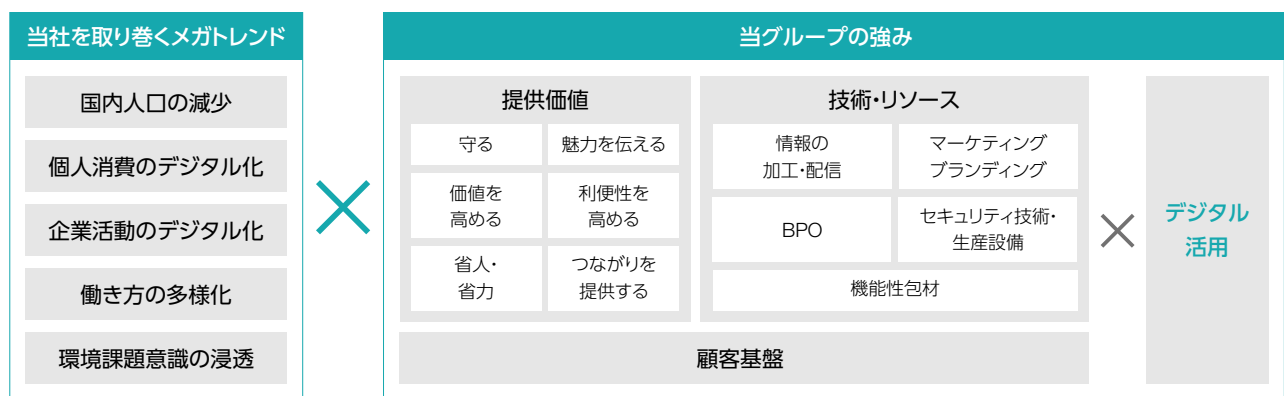 当社を取り巻くメガトレンド
国内人口の減少
個人消費のデジタル化
企業活動のデジタル化
働き方の多様化
環境課題意識の浸透
当グループの強み
提供価値
守る
魅力を伝える
価値を
高める
利便性を
高める
省人・
省力
つながりを
提供する
技術・リソース
情報の
加工・配信
マーケティング
ブランディング
BPO
セキュリティ技術・
生産設備
機能性包材
顧客基盤
デジタル
活用